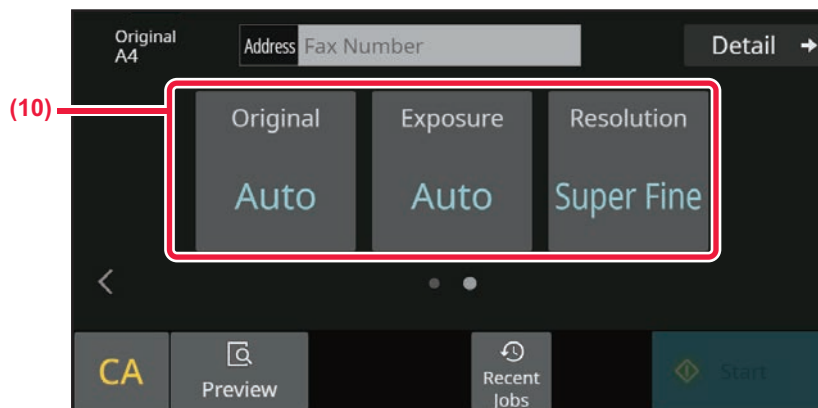 Original
A4
Address Fax Number
Detail
(10)
Original Exposure Resolution
Auto Auto Super Fine
CA
Preview
Recent
Jobs
Start